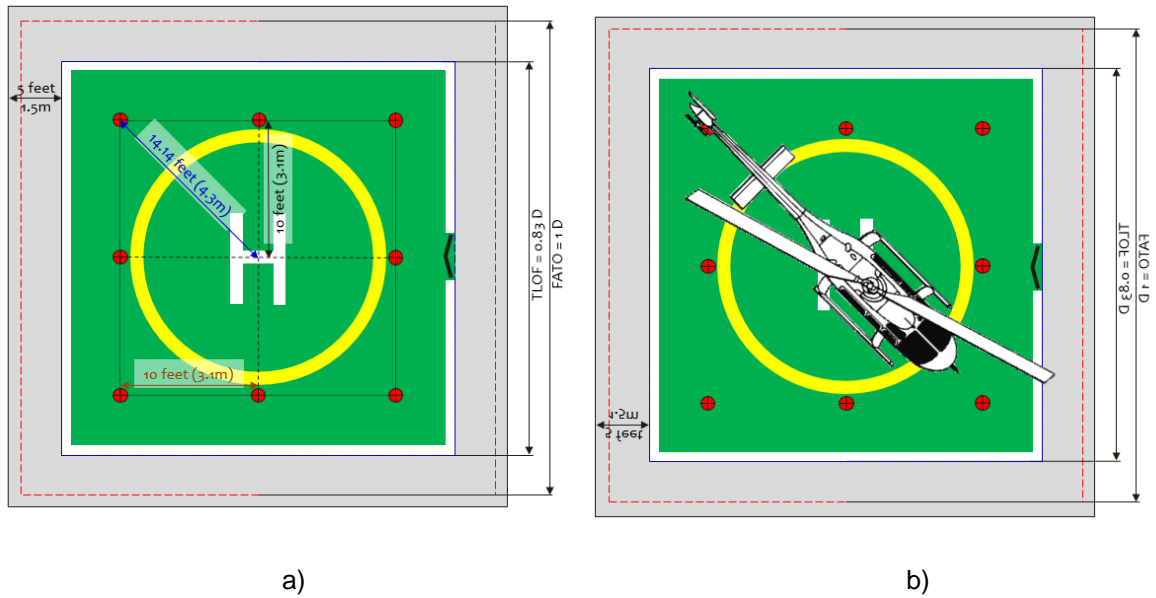 5 feet
1.5m
14.14 feet (4.3m)
10 feet (3.1m)
H
10 feet (3.1m)
TLOF = 0.83 D
FATO = 1 D
a)
H
1.5m
5 feet
TLOF = 0.83 D
FATO = 1 D
b)